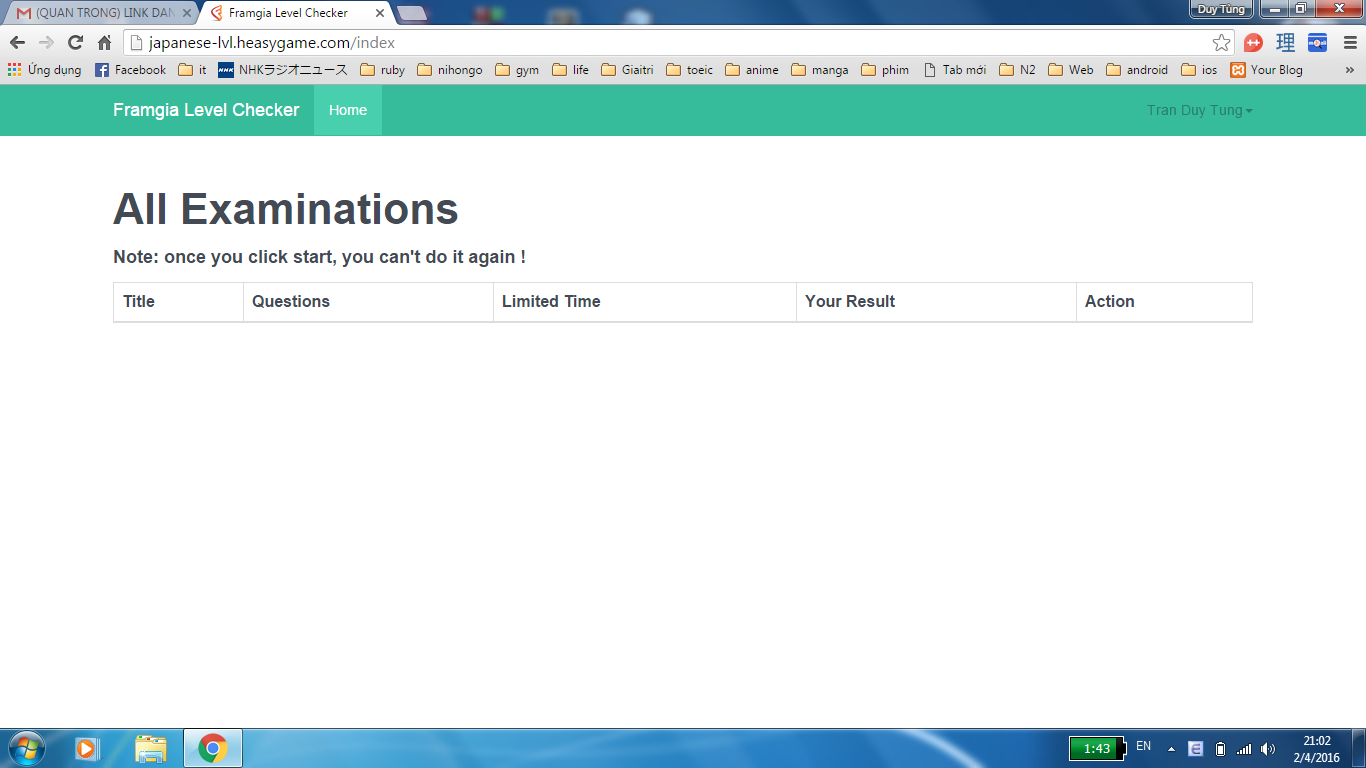 (QUAN TRONG) LINK DAN
Framgia Level Checker
Duy Tùng
japanese-lvl.heasygame.com/index
理
Ứng dụng Facebook it NHKラジオニュース ruby nihongo gym life Giaitri toeic anime manga phim Tab mới N2 Web android ios Your Blog »
Framgia Level Checker Home Tran Duy Tung
All Examinations
Note: once you click start, you can't do it again !
Title Questions Limited Time Your Result Action
1:43 EN 21:02
2/4/2016